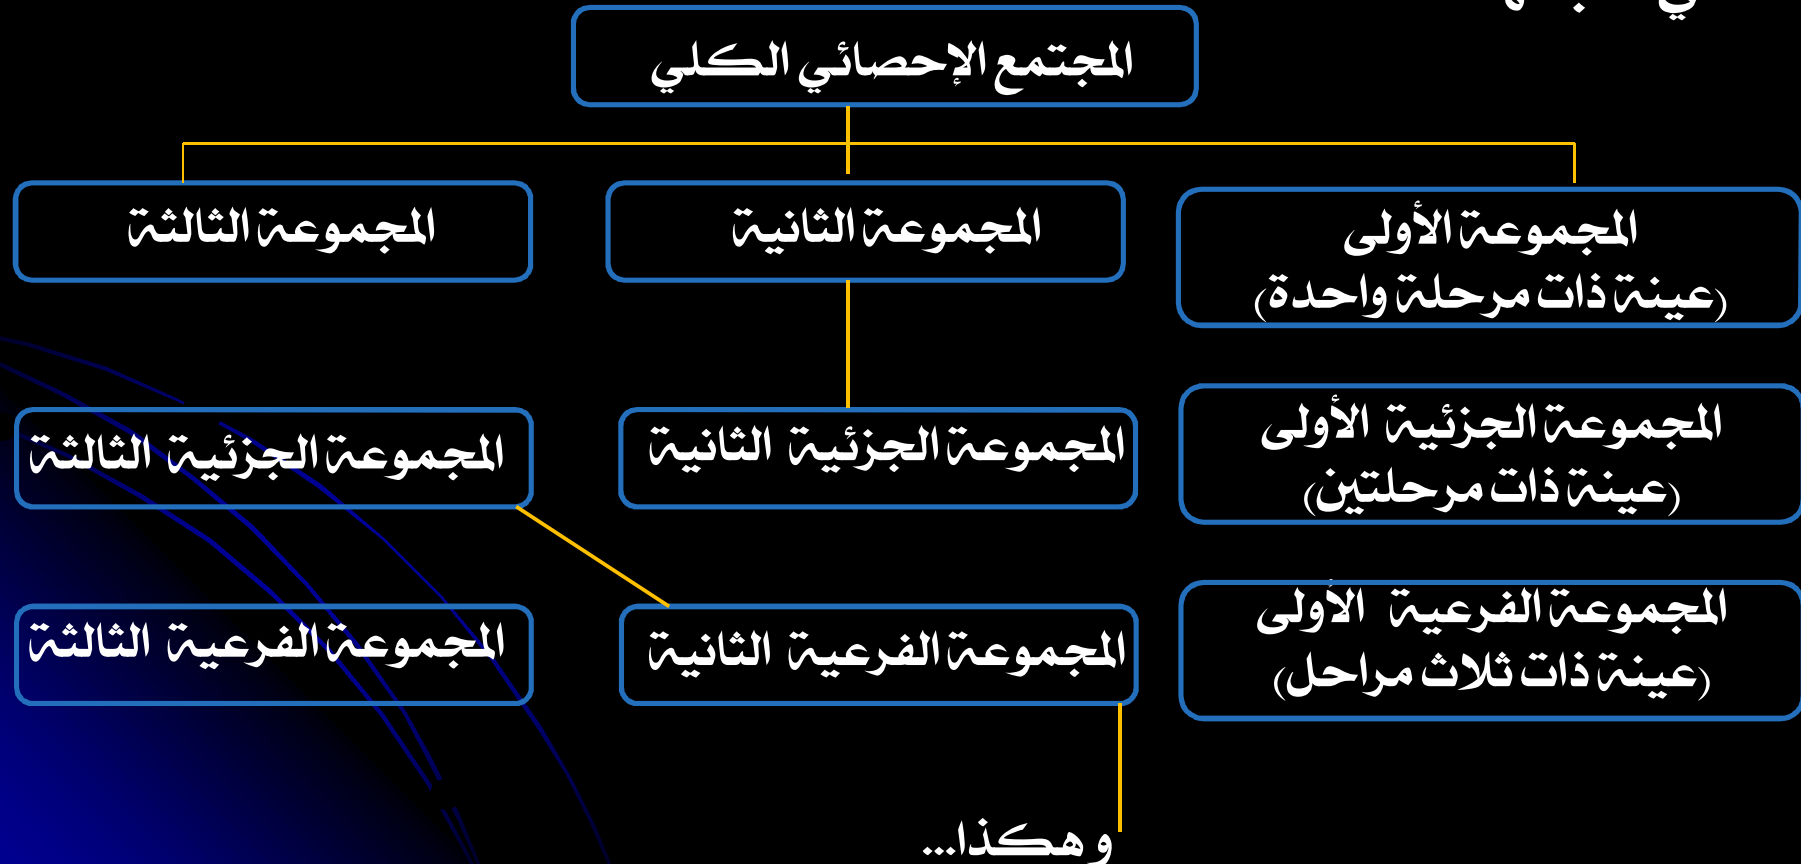 المجتمع الإحصائي الكلي
المجموعة الأولى
(عينة ذات مرحلة واحدة)
المجموعة الثانية
المجموعة الثالثة
المجموعة الجزئية الأولى
(عينة ذات مرحلتين)
المجموعة الجزئية الثانية
المجموعة الجزئية الثالثة
المجموعة الفرعية الأولى
(عينة ذات ثلاث مراحل)
المجموعة الفرعية الثانية
المجموعة الفرعية الثالثة
و هكذا...